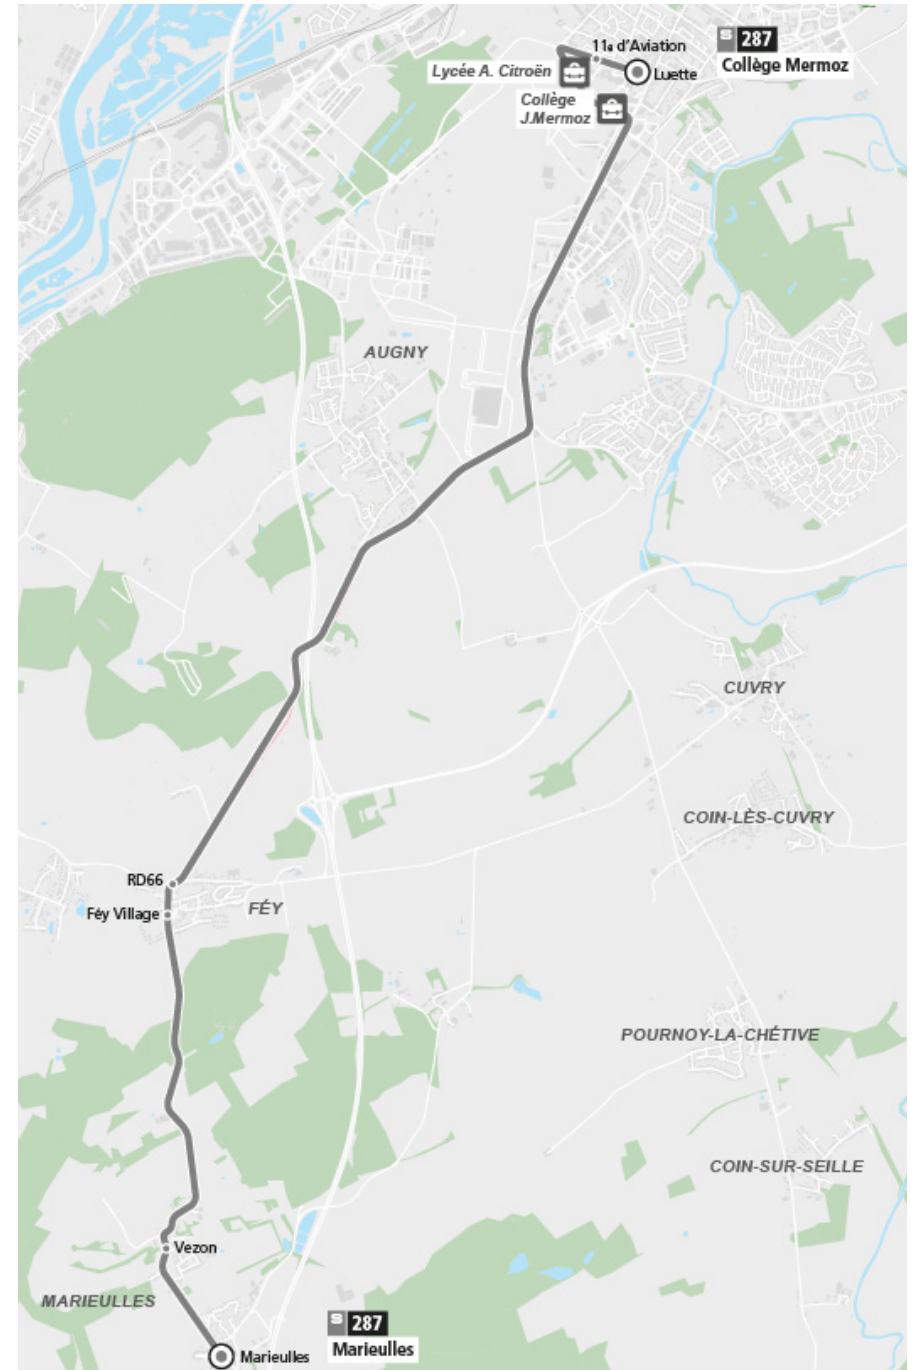 11e d'Aviation
S 287
Collège Mermoz
Lycée A. Citroën
Luette
Collège
J.Mermoz
AUGNY
CUVRY
COIN-LÈS-CUVRY
RD66
FÉY
Féy Village
POURNOY-LA-CHÉTIVE
COIN-SUR-SEILLE
Vezon
MARIEULLES
S 287
Marieulles
Marieulles